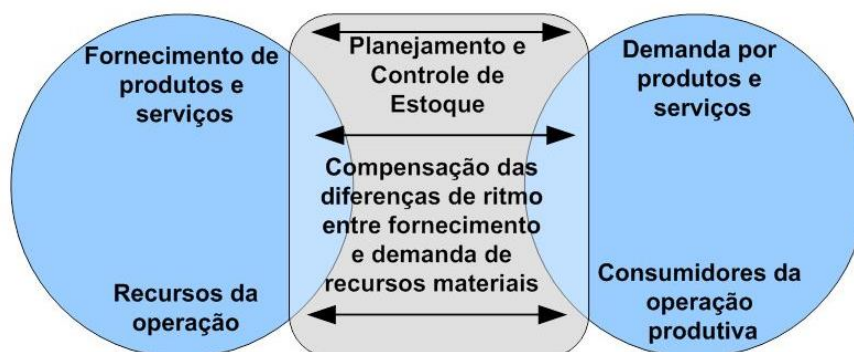 Fornecimento de
produtos e
serviços
Recursos da
operação
Planejamento e
Controle de
Estoque
Compensação das
diferenças de ritmo
entre fornecimento
e demanda de
recursos materiais
Demanda por
produtos e
serviços
Consumidores da
operação
produtiva